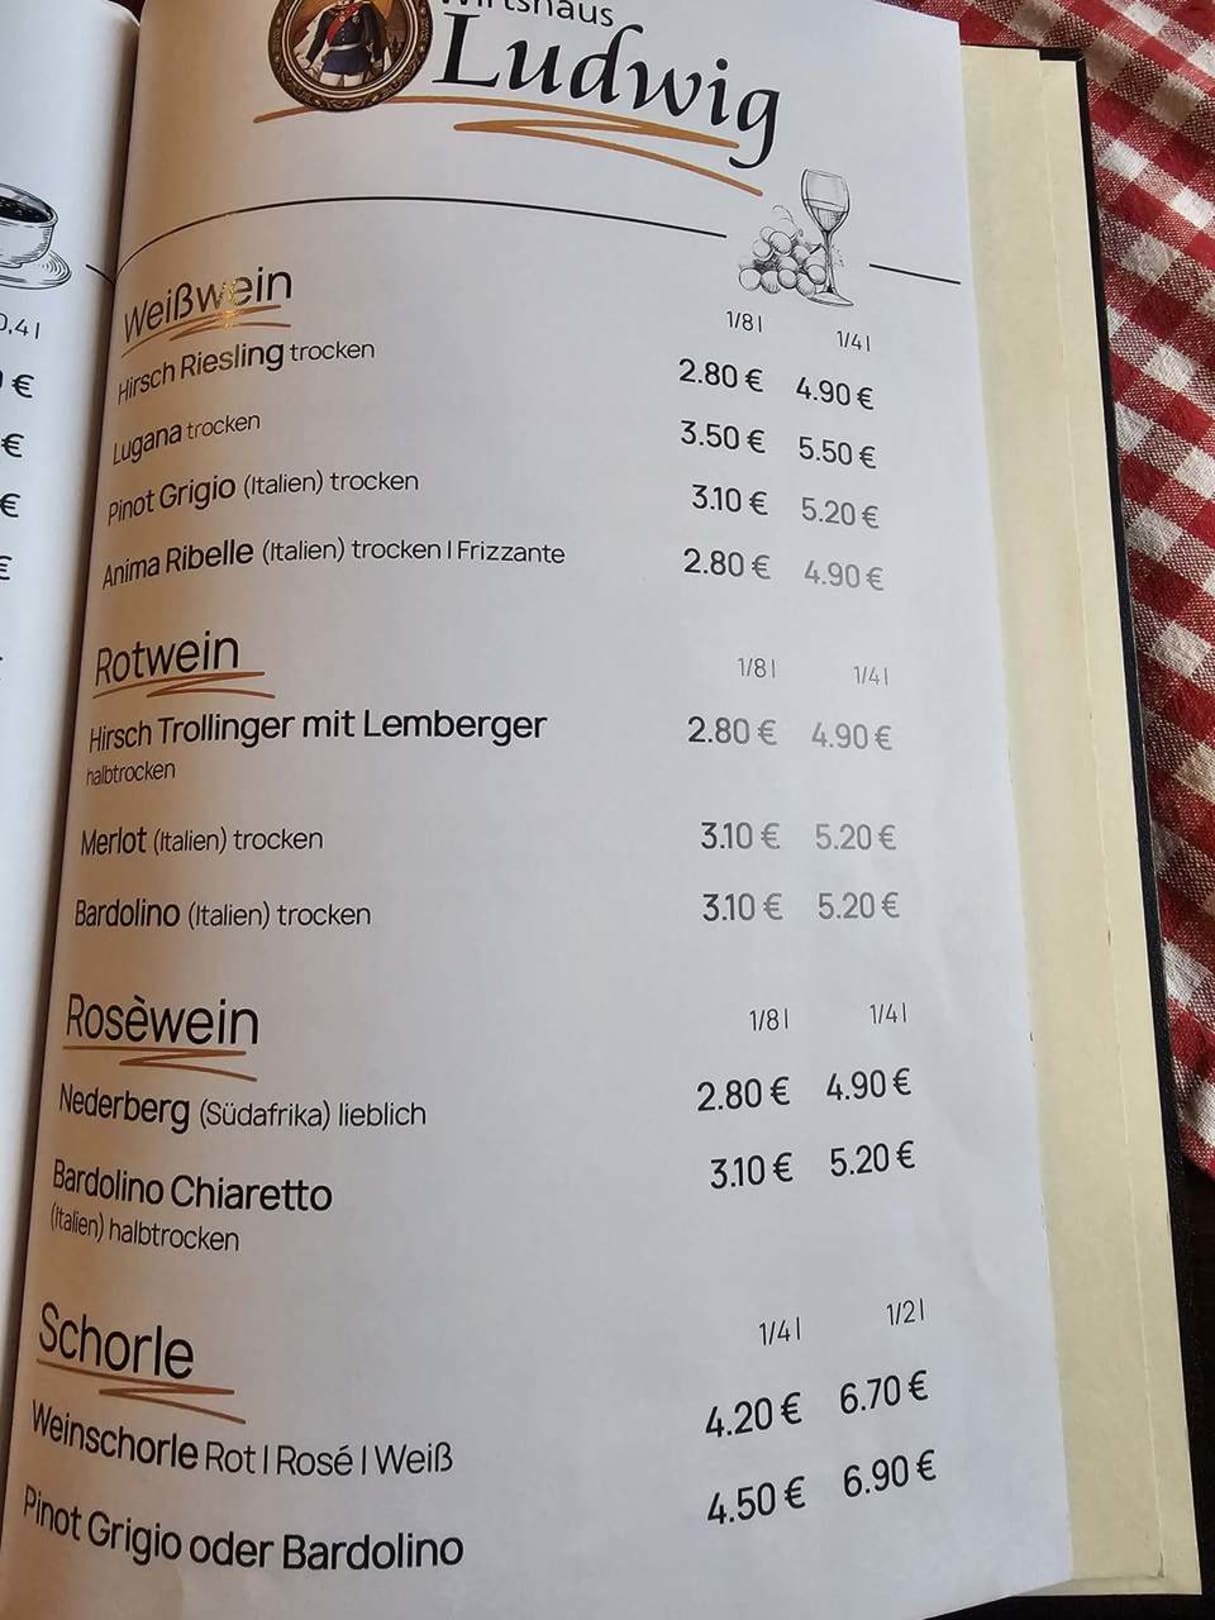 Wirtshaus
Ludwig
Weißwein
1/8 l 1/4 l
Hirsch Riesling trocken 2.80 € 4.90 €
Lugana trocken 3.50 € 5.50 €
Pinot Grigio (Italien) trocken 3.10 € 5.20 €
Anima Ribelle (Italien) trocken I Frizzante 2.80 € 4.90 €
Rotwein 1/8 l 1/4 l
Hirsch Trollinger mit Lemberger 2.80 € 4.90 €
halbtrocken
Merlot (Italien) trocken 3.10 € 5.20 €
Bardolino (Italien) trocken 3.10 € 5.20 €
Rosèwein 1/8 l 1/4 l
Nederberg (Südafrika) lieblich 2.80 € 4.90 €
Bardolino Chiaretto 3.10 € 5.20 €
(Italien) halbtrocken
Schorle 1/4 l 1/2 l
Weinschorle Rot I Rosé I Weiß 4.20 € 6.70 €
Pinot Grigio oder Bardolino 4.50 € 6.90 €
0,4 l
€
€
€
€